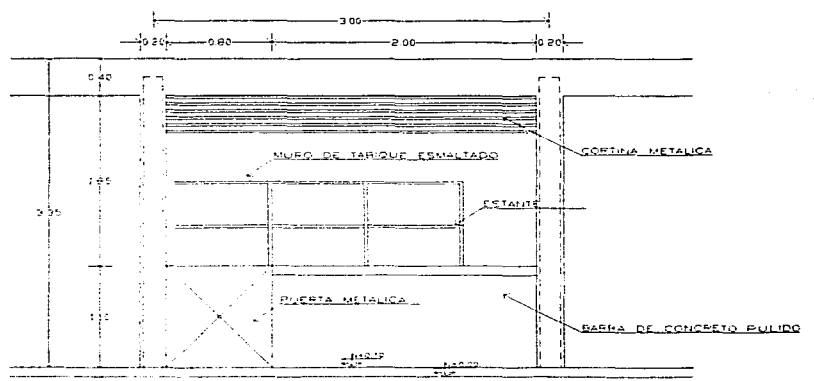 3.00
0.20 0.80 2.00 0.20
0.40
CORTINA METALICA
MURO DE TABIQUE ESMALTADO
ESTANTE
PUERTA METALICA
BARRA DE CONCRETO PULIDO